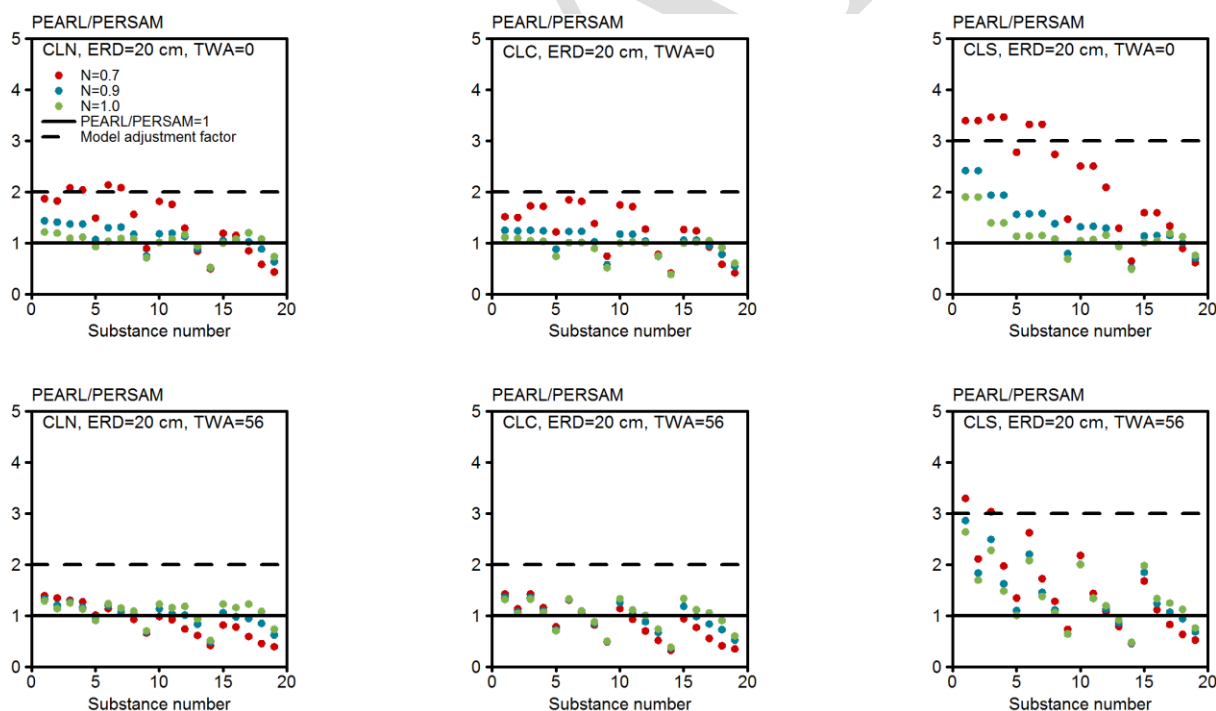 PEARL/PERSAM
5
CLN, ERD=20 cm, TWA=0
N=0.7
N=0.9
4
N=1.0
PEARL/PERSAM=1
Model adjustment factor
3
2
1
0
0 5 10 15 20
Substance number
PEARL/PERSAM
5
CLC, ERD=20 cm, TWA=0
4
3
2
1
0
0 5 10 15 20
Substance number
PEARL/PERSAM
5
CLS, ERD=20 cm, TWA=0
4
3
2
1
0
0 5 10 15 20
Substance number
PEARL/PERSAM
5
CLN, ERD=20 cm, TWA=56
4
3
2
1
0
0 5 10 15 20
Substance number
PEARL/PERSAM
5
CLC, ERD=20 cm, TWA=56
4
3
2
1
0
0 5 10 15 20
Substance number
PEARL/PERSAM
5
CLS, ERD=20 cm, TWA=56
4
3
2
1
0
0 5 10 15 20
Substance number